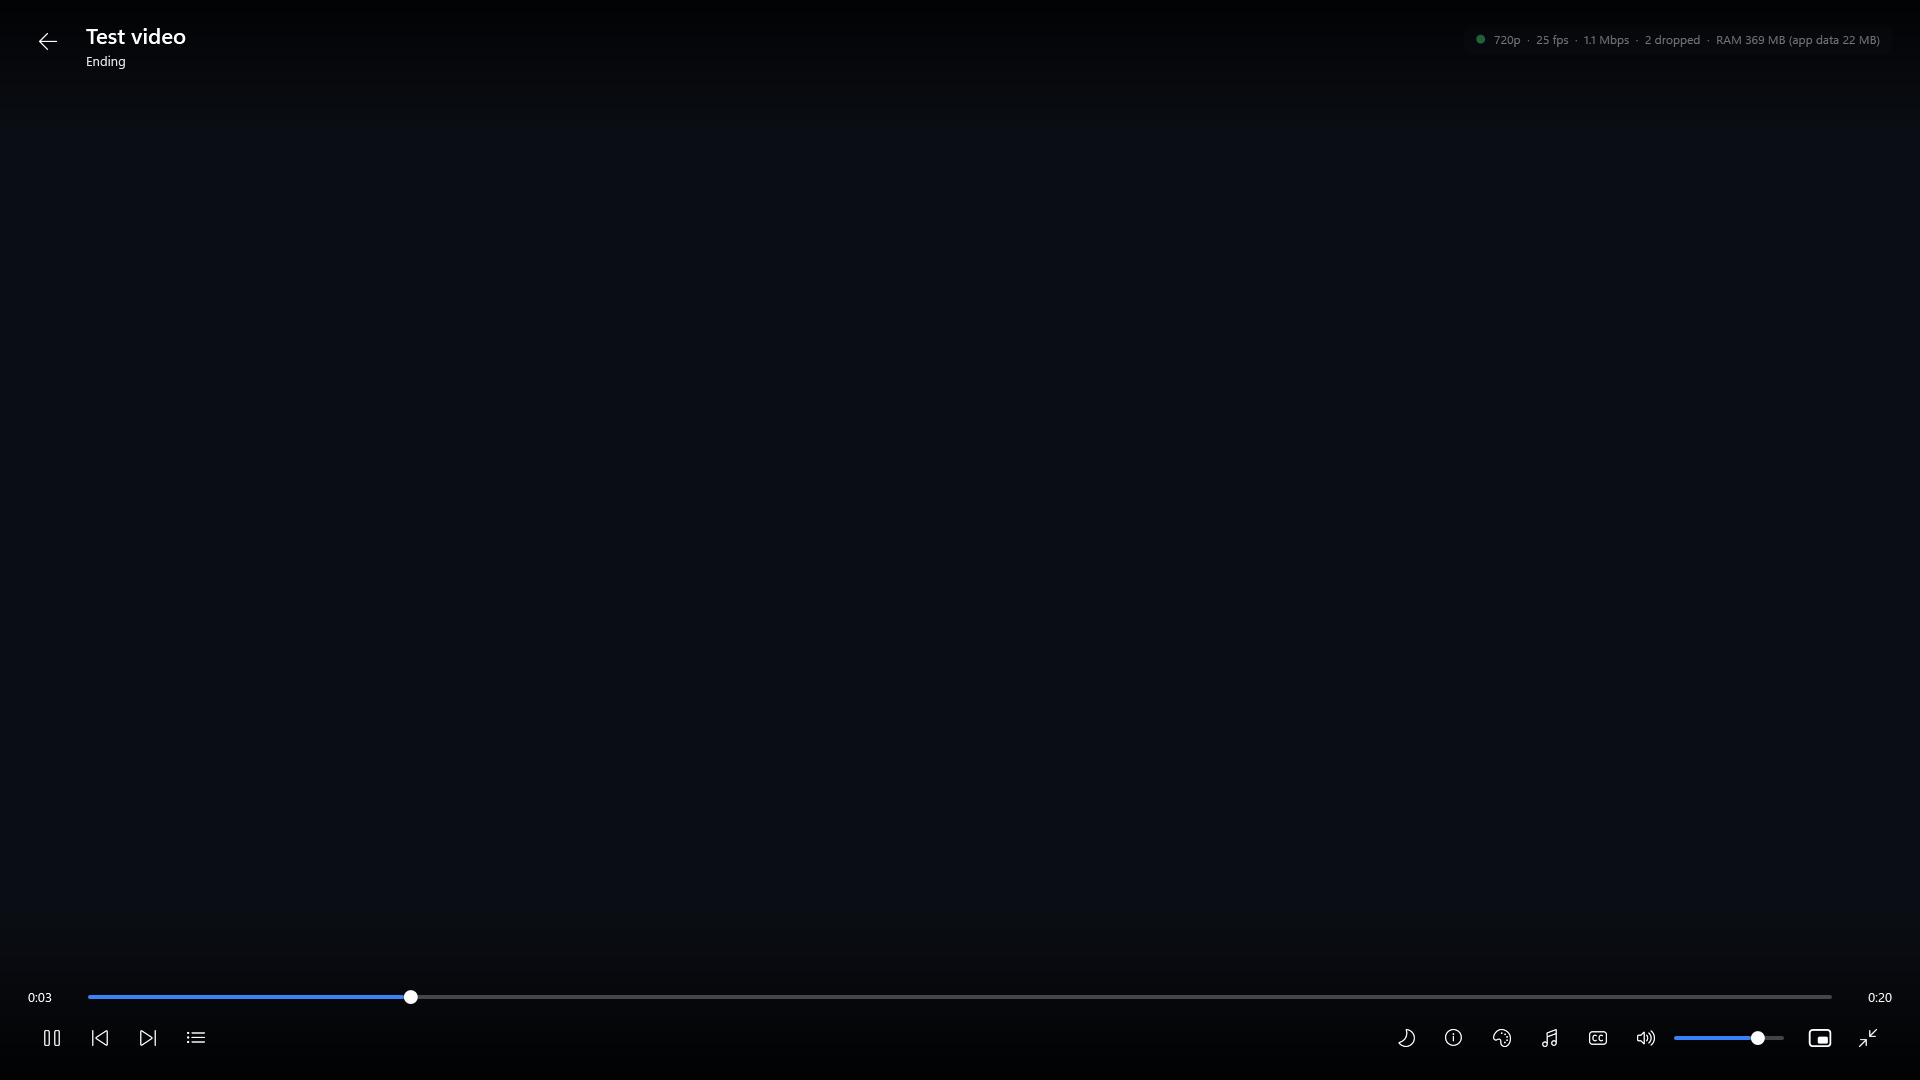 Test video
Ending
720p · 25 fps · 1.1 Mbps · 2 dropped · RAM 369 MB (app data 22 MB)
0:03
0:20
CC